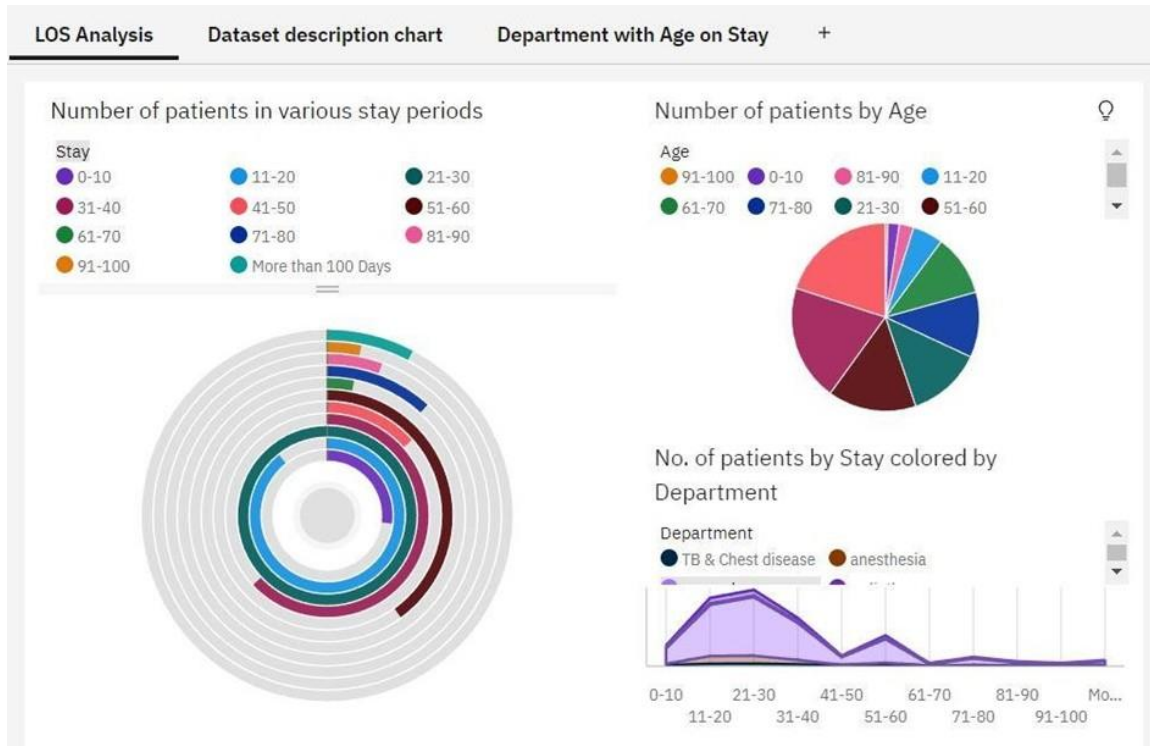 LOS Analysis Dataset description chart Department with Age on Stay +
Number of patients in various stay periods
Stay
0-10 11-20 21-30
31-40 41-50 51-60
61-70 71-80 81-90
91-100 More than 100 Days
Number of patients by Age
Age
91-100 0-10 81-90 11-20
61-70 71-80 21-30 51-60
No. of patients by Stay colored by
Department
Department
TB & Chest disease anesthesia
0-10 21-30 41-50 61-70 81-90 Mo...
11-20 31-40 51-60 71-80 91-100